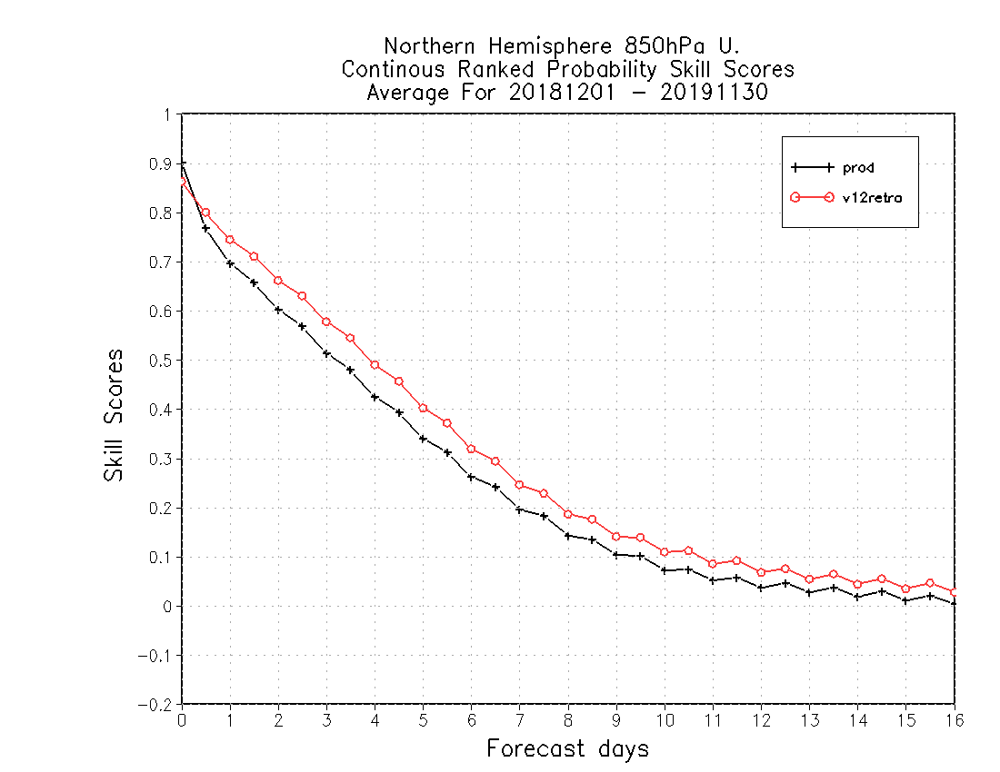 Northern Hemisphere 850hPa U.
Continous Ranked Probability Skill Scores
Average For 20181201 - 20191130
prod
v12retro
1
0.9
0.8
0.7
0.6
0.5
0.4
0.3
0.2
0.1
0
-0.1
-0.2
Skill Scores
0 1 2 3 4 5 6 7 8 9 10 11 12 13 14 15 16
Forecast days